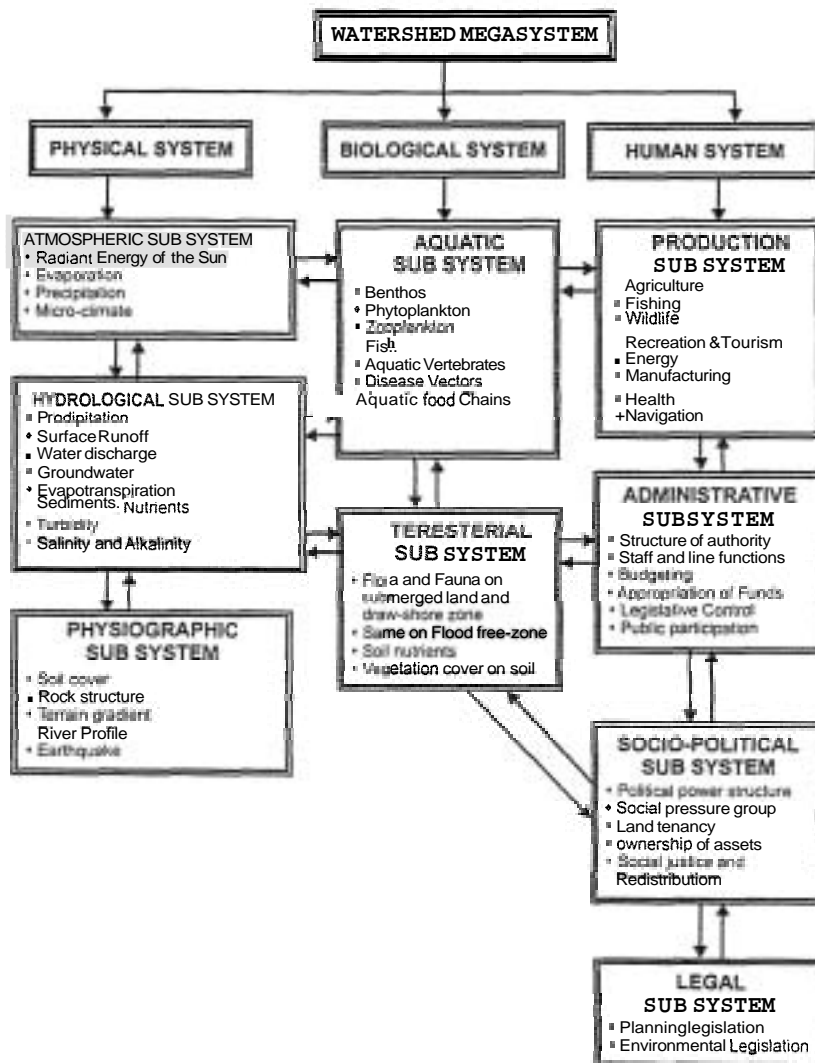 WATERSHED MEGASYSTEM
PHYSICAL SYSTEM
BIOLOGICAL SYSTEM
HUMAN SYSTEM
ATMOSPHERIC SUB SYSTEM
• Radiant Energy of the Sun
• Evaporation
• Precipitation
• Micro-climate
HYDROLOGICAL SUB SYSTEM
▪ Prodipitation
• Surface Runoff
▪ Water discharge
▪ Groundwater
• Evapotranspiration
Sediments. Nutrients
▫ Turbidity
▫ Salinity and Alkalinity
PHYSIOGRAPHIC
SUB SYSTEM
• Soil cover
▪ Rock structure
• Terrain gradient
River Profile
• Earthquake
AQUATIC
SUB SYSTEM
▪ Benthos
• Phytoplankton
▪ Zooplankton
Fish.
▪ Aquatic Vertebrates
▪ Disease Vectors
Aquatic food Chains
TERESTERIAL
SUB SYSTEM
• Flora and Fauna on
submerged land and
draw-shore zone
• Same on Flood free-zone
• Soil nutrients
• Vegetation cover on soil
PRODUCTION
SUB SYSTEM
Agriculture
▪ Fishing
▪ Wildlife
Recreation & Tourism
▪ Energy
▪ Manufacturing
▪ Health
+Navigation
ADMINISTRATIVE
SUBSYSTEM
▪ Structure of authority
▪ Staff and line functions
▪ Budgeting
• Appropriation of Funds
• Legislative Control
• Public participation
SOCIO-POLITICAL
SUB SYSTEM
• Political power structure
• Social pressure group
▪ Land tenancy
▪ ownership of assets
▪ Social justice and
Redistributiom
LEGAL
SUB SYSTEM
▪ Planninglegislation
▪ Environmental Legislation